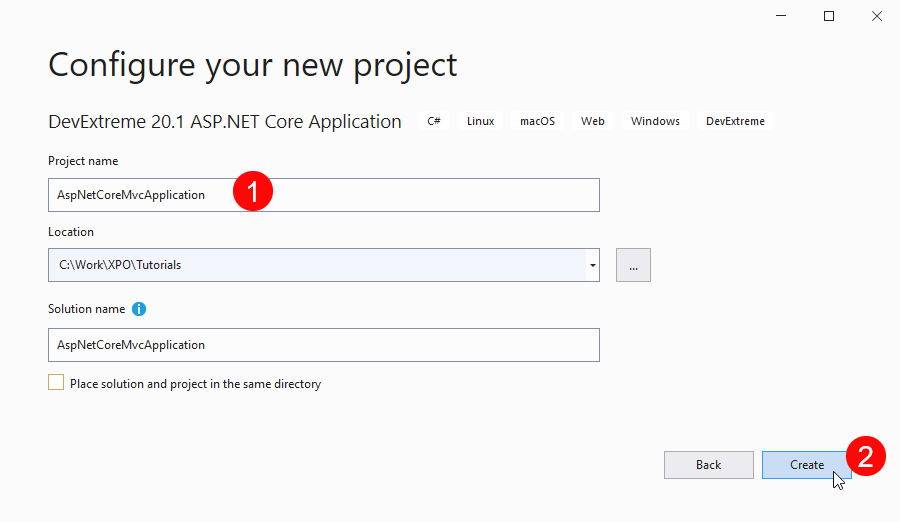 Configure your new project
DevExtreme 20.1 ASP.NET Core Application C# Linux macOS Web Windows DevExtreme
Project name
AspNetCoreMvcApplication 1
Location
C:\Work\XPO\Tutorials ...
Solution name i
AspNetCoreMvcApplication
Place solution and project in the same directory
Back Create 2